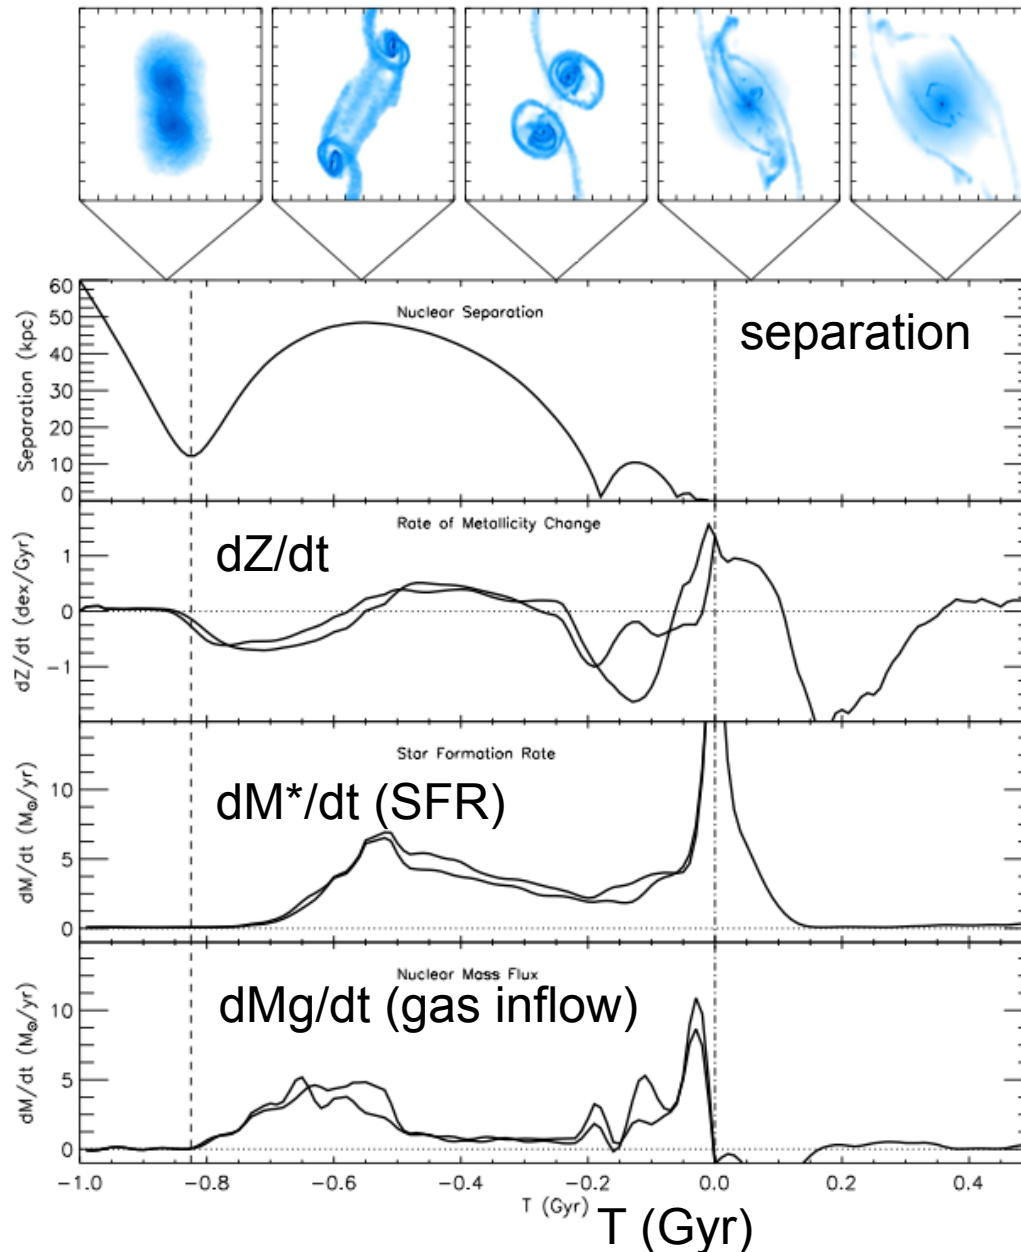 60
50
40
30
20
10
0
Separation (kpc)
Nuclear Separation
separation
1
0
−1
dZ/dt (dex/Gyr)
Rate of Metallicity Change
dZ/dt
10
5
0
dM/dt (M⊙/yr)
Star Formation Rate
dM*/dt (SFR)
10
5
0
dM/dt (M⊙/yr)
Nuclear Mass Flux
dMg/dt (gas inflow)
−1.0 −0.8 −0.6 −0.4 −0.2 0.0 0.2 0.4
T (Gyr)
T (Gyr)